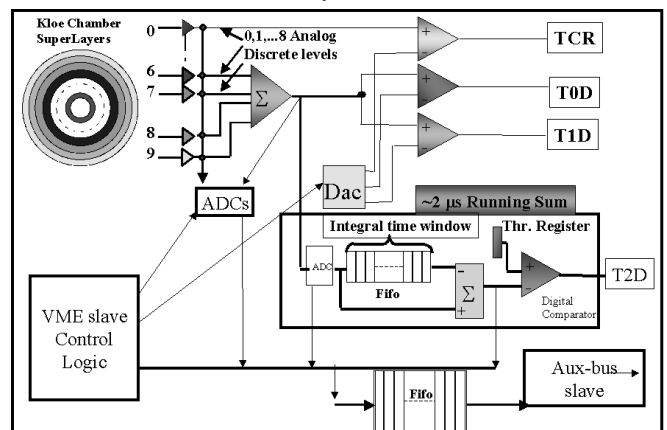 Kloe Chamber
SuperLayers
0
0,1,...8 Analog
Discrete levels
6
7
8
9
Σ
+
-
TCR
+
-
T0D
+
-
T1D
ADCs
Dac
~2 µs Running Sum
Integral time window
Thr. Register
ADC
Fifo
-
Σ
+
+
-
Digital
Comparator
T2D
VME slave
Control
Logic
Fifo
Aux-bus
slave